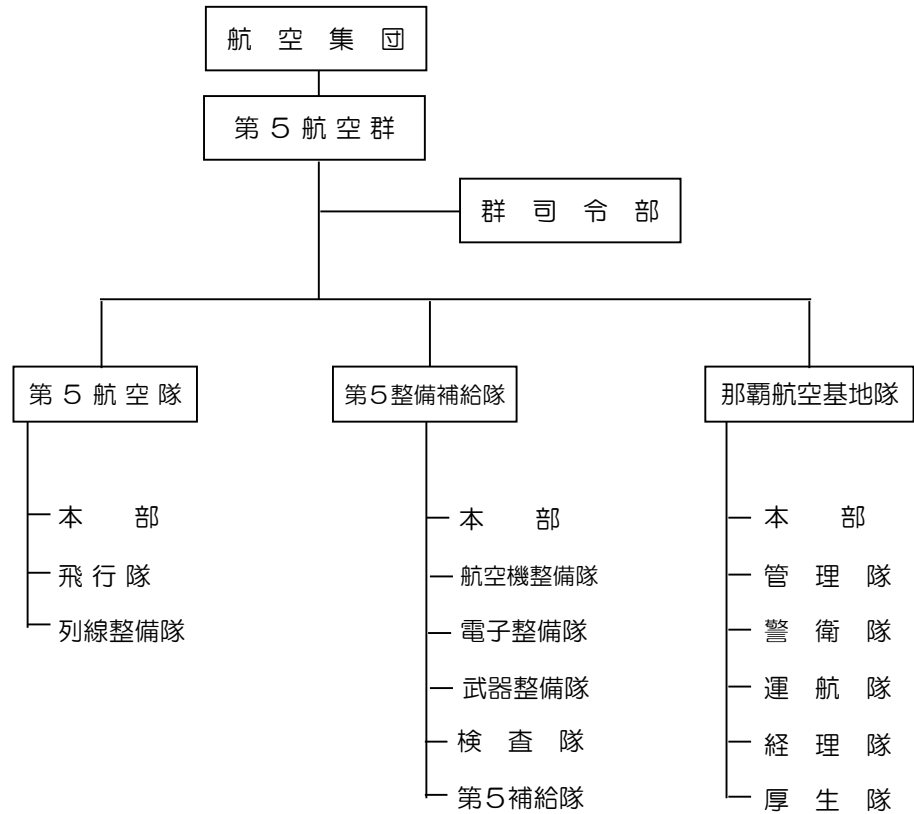 航空集団
第５航空群
群司令部
第５航空隊
本部
飛行隊
列線整備隊
第５整備補給隊
本部
航空機整備隊
電子整備隊
武器整備隊
検査隊
第５補給隊
那覇航空基地隊
本部
管理隊
警衛隊
運航隊
経理隊
厚生隊